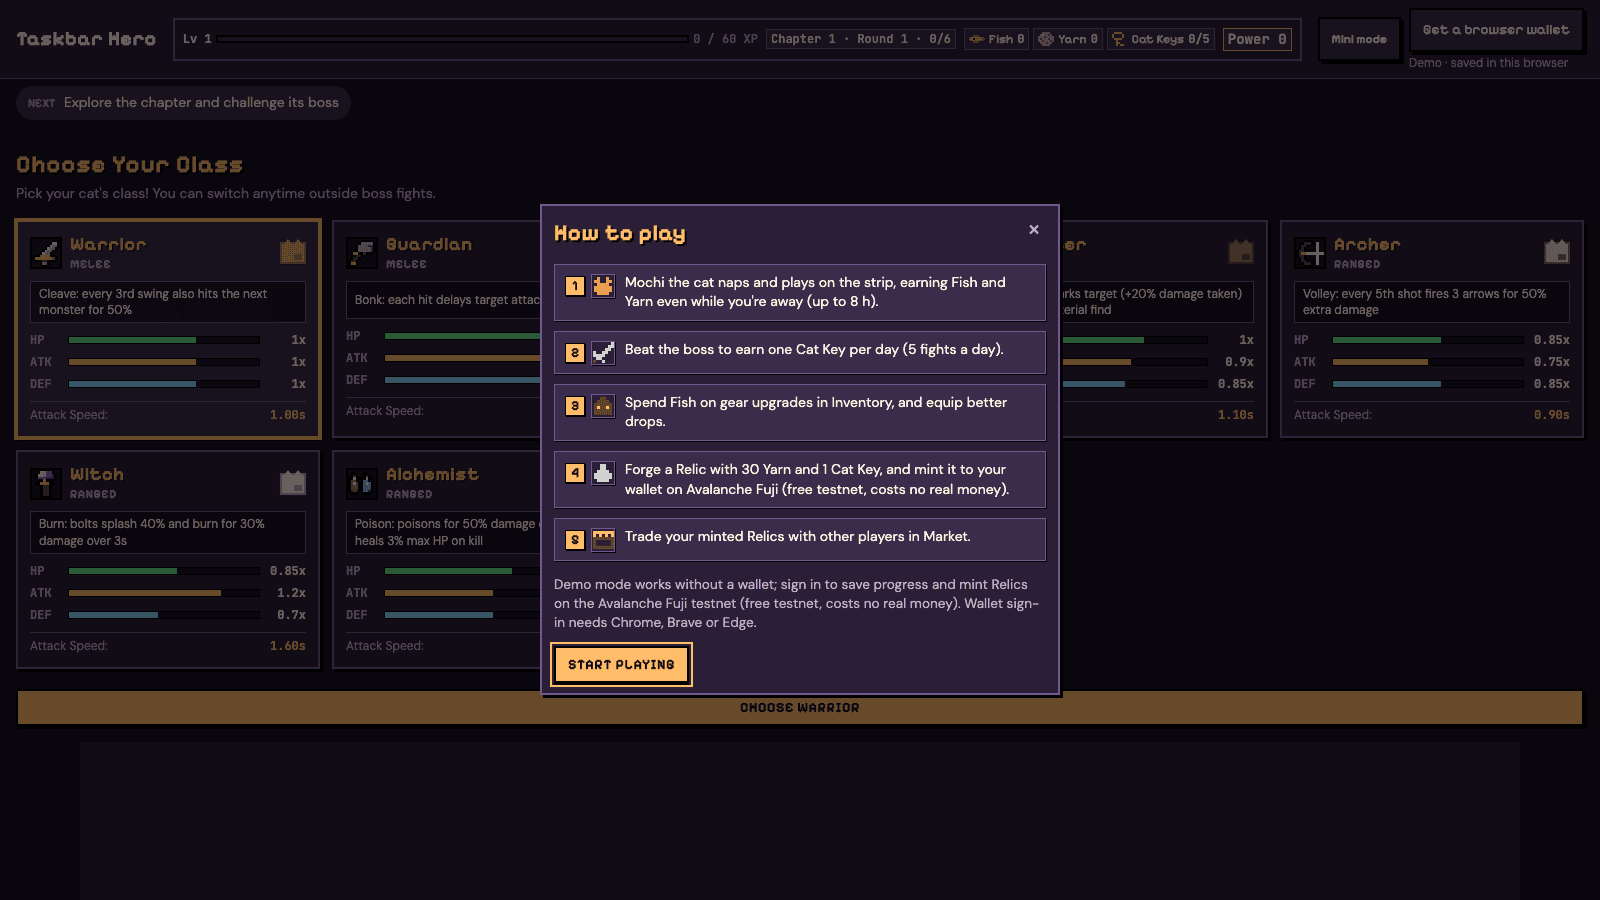 Taskbar Hero
Lv 1
0 / 60 XP
Chapter 1 · Round 1 · 0/6
Fish 0
Yarn 0
Cat Keys 0/5
Power 0
Mini mode
Get a browser wallet
Demo · saved in this browser
NEXT Explore the chapter and challenge its boss
Choose Your Class
Pick your cat's class! You can switch anytime outside boss fights.
Warrior
MELEE
Cleave: every 3rd swing also hits the next
monster for 50%
HP 1x
ATK 1x
DEF 1x
Attack Speed: 1.00s
Guardian
MELEE
Bonk: each hit delays target attac
HP
ATK
DEF
Attack Speed:
er
rks target (+20% damage taken)
erial find
1x
0.9x
0.85x
1.10s
Archer
RANGED
Volley: every 5th shot fires 3 arrows for 50%
extra damage
HP 0.85x
ATK 0.75x
DEF 0.85x
Attack Speed: 0.90s
Witch
RANGED
Burn: bolts splash 40% and burn for 30%
damage over 3s
HP 0.85x
ATK 1.2x
DEF 0.7x
Attack Speed: 1.60s
Alchemist
RANGED
Poison: poisons for 50% damage
heals 3% max HP on kill
HP
ATK
DEF
Attack Speed:
CHOOSE WARRIOR
How to play
×
1 Mochi the cat naps and plays on the strip, earning Fish and
Yarn even while you're away (up to 8 h).
2 Beat the boss to earn one Cat Key per day (5 fights a day).
3 Spend Fish on gear upgrades in Inventory, and equip better
drops.
4 Forge a Relic with 30 Yarn and 1 Cat Key, and mint it to your
wallet on Avalanche Fuji (free testnet, costs no real money).
5 Trade your minted Relics with other players in Market.
Demo mode works without a wallet; sign in to save progress and mint Relics
on the Avalanche Fuji testnet (free testnet, costs no real money). Wallet sign-
in needs Chrome, Brave or Edge.
START PLAYING